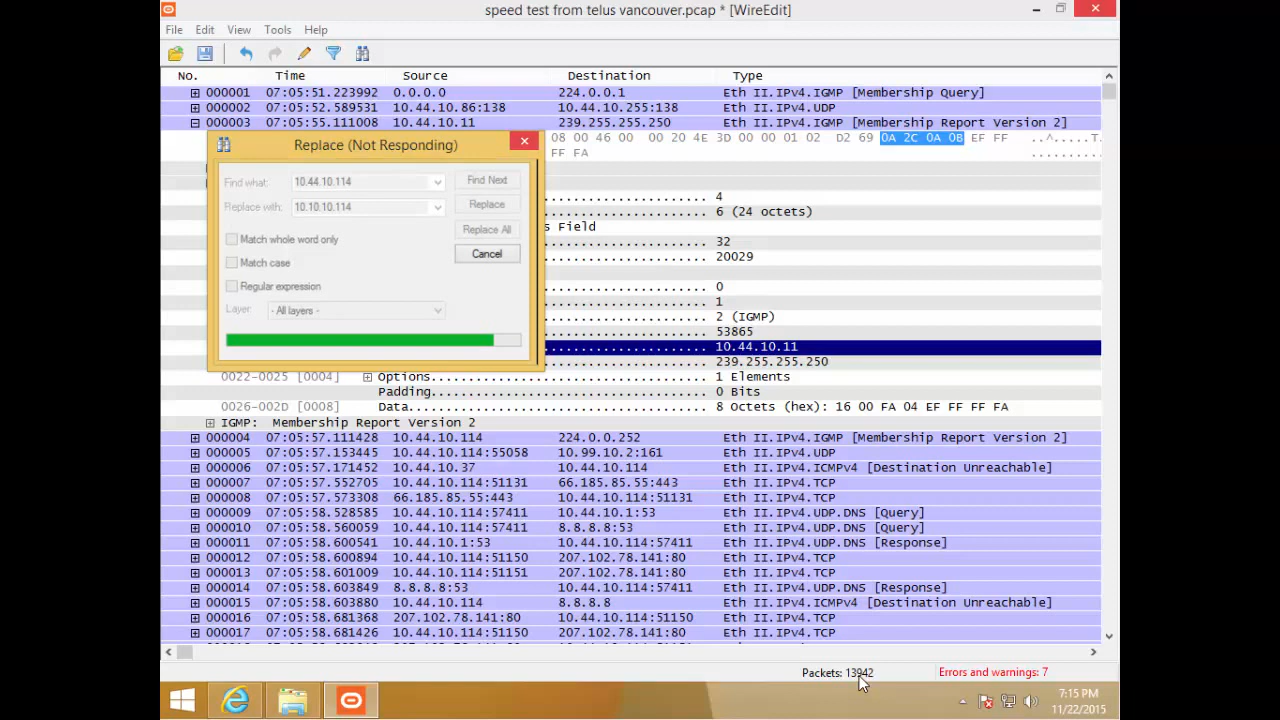 speed test from telus vancouver.pcap * [WireEdit]
File Edit View Tools Help
No. Time Source Destination Type
000001 07:05:51.223992 0.0.0.0 224.0.0.1 Eth II.IPv4.IGMP [Membership Query]
000002 07:05:52.589531 10.44.10.86:138 10.44.10.255:138 Eth II.IPv4.UDP
000003 07:05:55.111008 10.44.10.11 239.255.255.250 Eth II.IPv4.IGMP [Membership Report Version 2]
08 00 46 00 00 20 4E 3D 00 00 01 02 D2 69 0A 2C 0A 0B EF FF
FF FA
Replace (Not Responding)
Find what: 10.44.10.114 Find Next
Replace with: 10.10.10.114 Replace
Replace All
Match whole word only
Cancel
Match case
Regular expression
Layer: - All layers -
4
6 (24 octets)
s Field
32
20029
0
1
2 (IGMP)
53865
10.44.10.11
239.255.255.250
0022-0025 [0004] Options 1 Elements
Padding 0 Bits
0026-002D [0008] Data 8 Octets (hex): 16 00 FA 04 EF FF FF FA
IGMP: Membership Report Version 2
000004 07:05:57.111428 10.44.10.114 224.0.0.252 Eth II.IPv4.IGMP [Membership Report Version 2]
000005 07:05:57.153445 10.44.10.114:55058 10.99.10.2:161 Eth II.IPv4.UDP
000006 07:05:57.171452 10.44.10.37 10.44.10.114 Eth II.IPv4.ICMPv4 [Destination Unreachable]
000007 07:05:57.552705 10.44.10.114:51131 66.185.85.55:443 Eth II.IPv4.TCP
000008 07:05:57.573308 66.185.85.55:443 10.44.10.114:51131 Eth II.IPv4.TCP
000009 07:05:58.528585 10.44.10.114:57411 10.44.10.1:53 Eth II.IPv4.UDP.DNS [Query]
000010 07:05:58.560059 10.44.10.114:57411 8.8.8.8:53 Eth II.IPv4.UDP.DNS [Query]
000011 07:05:58.600541 10.44.10.1:53 10.44.10.114:57411 Eth II.IPv4.UDP.DNS [Response]
000012 07:05:58.600894 10.44.10.114:51150 207.102.78.141:80 Eth II.IPv4.TCP
000013 07:05:58.601009 10.44.10.114:51151 207.102.78.141:80 Eth II.IPv4.TCP
000014 07:05:58.603849 8.8.8.8:53 10.44.10.114:57411 Eth II.IPv4.UDP.DNS [Response]
000015 07:05:58.603880 10.44.10.114 8.8.8.8 Eth II.IPv4.ICMPv4 [Destination Unreachable]
000016 07:05:58.681368 207.102.78.141:80 10.44.10.114:51150 Eth II.IPv4.TCP
000017 07:05:58.681426 10.44.10.114:51150 207.102.78.141:80 Eth II.IPv4.TCP
Packets: 13942 Errors and warnings: 7
7:15 PM
11/22/2015